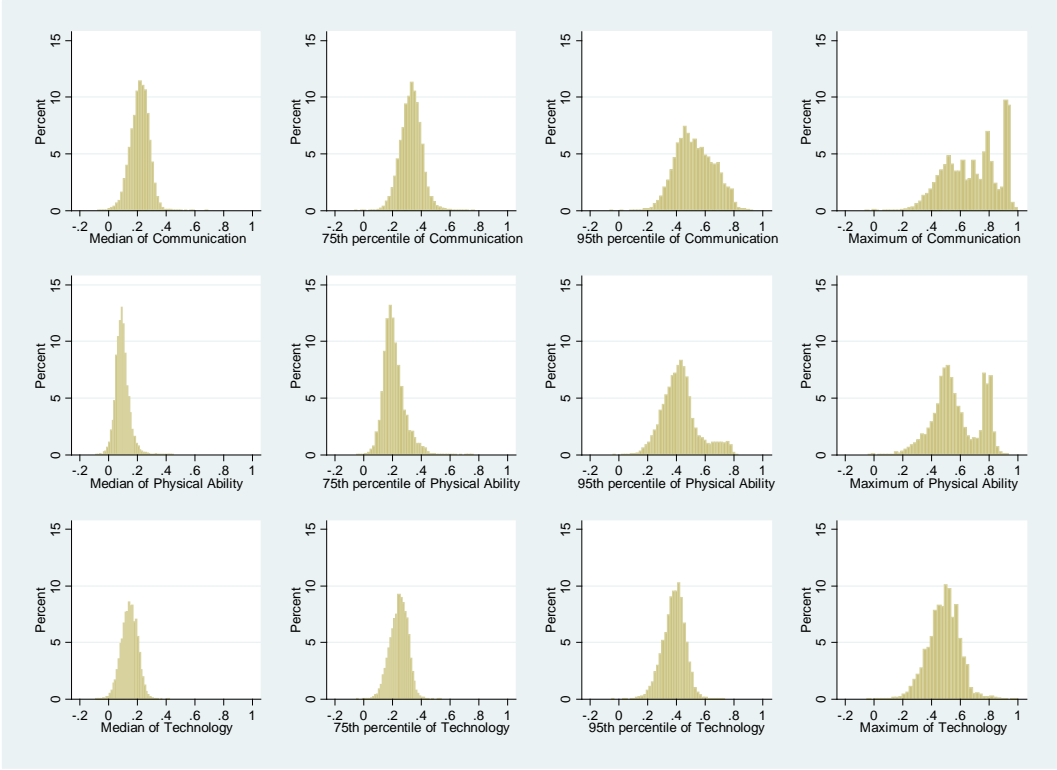 15
10
5
0
Percent
-.2 0 .2 .4 .6 .8 1
Median of Communication
15
10
5
0
Percent
-.2 0 .2 .4 .6 .8 1
75th percentile of Communication
15
10
5
0
Percent
-.2 0 .2 .4 .6 .8 1
95th percentile of Communication
15
10
5
0
Percent
-.2 0 .2 .4 .6 .8 1
Maximum of Communication
15
10
5
0
Percent
-.2 0 .2 .4 .6 .8 1
Median of Physical Ability
15
10
5
0
Percent
-.2 0 .2 .4 .6 .8 1
75th percentile of Physical Ability
15
10
5
0
Percent
-.2 0 .2 .4 .6 .8 1
95th percentile of Physical Ability
15
10
5
0
Percent
-.2 0 .2 .4 .6 .8 1
Maximum of Physical Ability
15
10
5
0
Percent
-.2 0 .2 .4 .6 .8 1
Median of Technology
15
10
5
0
Percent
-.2 0 .2 .4 .6 .8 1
75th percentile of Technology
15
10
5
0
Percent
-.2 0 .2 .4 .6 .8 1
95th percentile of Technology
15
10
5
0
Percent
-.2 0 .2 .4 .6 .8 1
Maximum of Technology